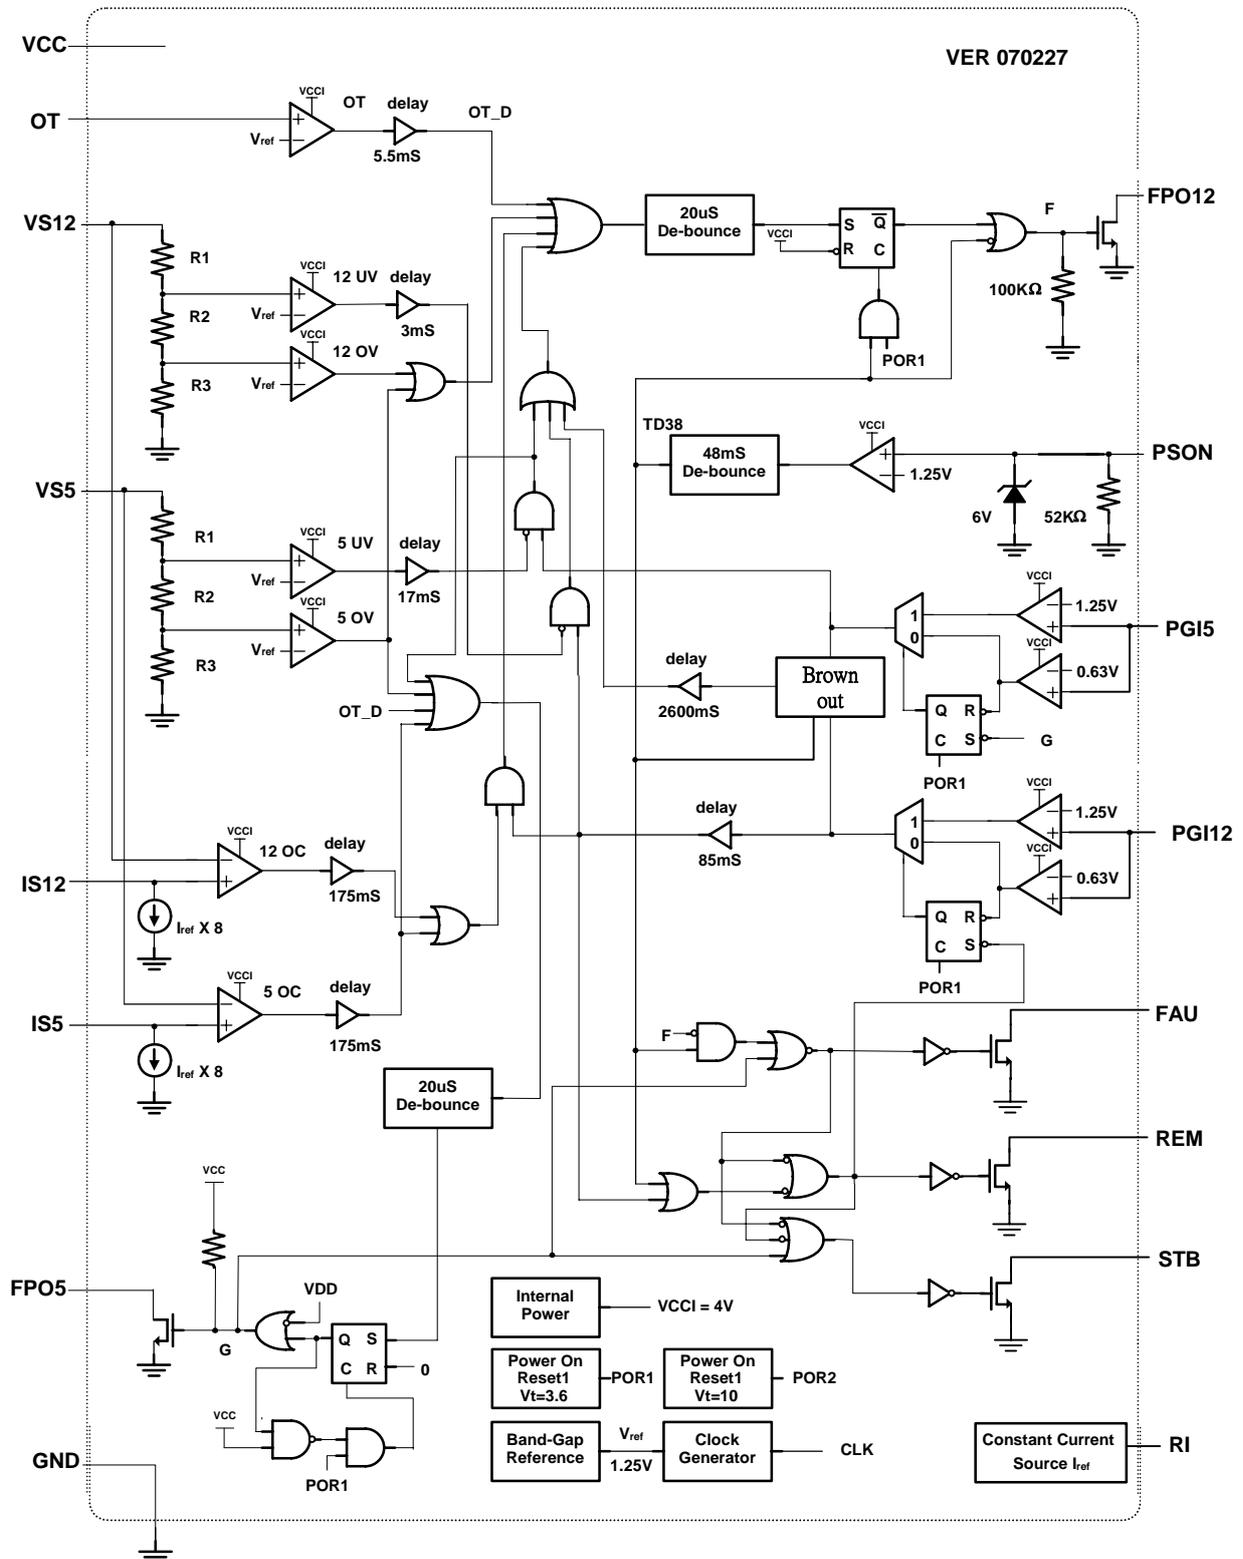 VCC
VER 070227
VCCI
OT
delay
OT_D
OT
Vref
5.5mS
FPO12
VS12
20uS
De-bounce
S
Q
R
C
VCCI
F
R1
VCCI
12 UV
delay
Vref
3mS
100KΩ
R2
VCCI
12 OV
POR1
Vref
R3
TD38
VCCI
48mS
De-bounce
1.25V
PSON
VS5
6V
52KΩ
R1
VCCI
5 UV
delay
Vref
17mS
R2
VCCI
5 OV
VCCI
1.25V
1
0
PGI5
Vref
R3
VCCI
0.63V
delay
2600mS
Brown
out
OT_D
Q
R
C
S
G
POR1
VCCI
1.25V
1
0
PGI12
delay
85mS
VCCI
0.63V
VCCI
12 OC
delay
IS12
175mS
Iref X 8
Q
R
C
S
POR1
VCCI
5 OC
delay
IS5
175mS
Iref X 8
F
FAU
20uS
De-bounce
REM
VCC
STB
FPO5
VDD
G
Q
S
C
R
0
Internal
Power
VCCI = 4V
Power On
Reset1
Vt=3.6
POR1
Power On
Reset1
Vt=10
POR2
VCC
POR1
Band-Gap
Reference
Vref
1.25V
Clock
Generator
CLK
Constant Current
Source Iref
RI
GND